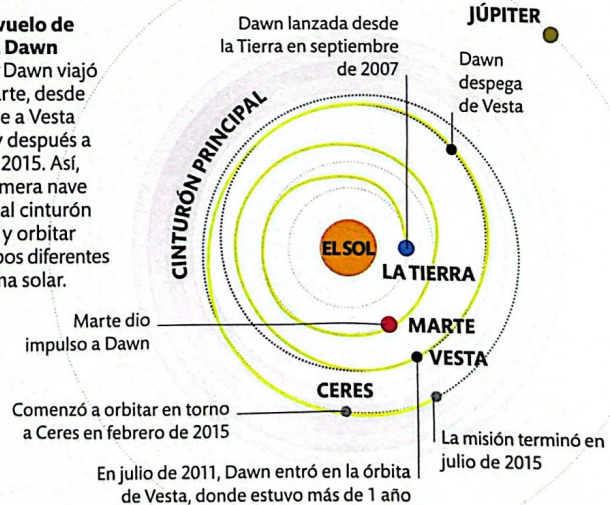 vuelo de
Dawn
Dawn viajó
arte, desde
e a Vesta
y después a
2015. Así,
mera nave
al cinturón
y orbitar
pos diferentes
ma solar.
Dawn lanzada desde
la Tierra en septiembre
de 2007
JÚPITER
Dawn
despega
de Vesta
CINTURÓN PRINCIPAL
EL SOL
LA TIERRA
MARTE
Marte dio
impulso a Dawn
VESTA
CERES
Comenzó a orbitar en torno
a Ceres en febrero de 2015
La misión terminó en
julio de 2015
En julio de 2011, Dawn entró en la órbita
de Vesta, donde estuvo más de 1 año